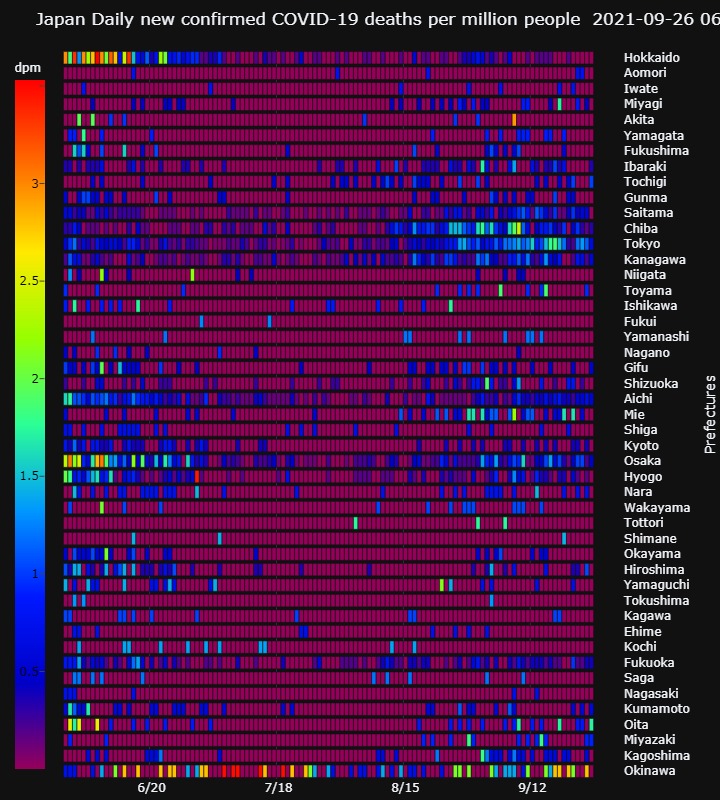 Japan Daily new confirmed COVID-19 deaths per million people 2021-09-26 06
dpm
3
2.5
2
1.5
1
0.5
Hokkaido
Aomori
Iwate
Miyagi
Akita
Yamagata
Fukushima
Ibaraki
Tochigi
Gunma
Saitama
Chiba
Tokyo
Kanagawa
Niigata
Toyama
Ishikawa
Fukui
Yamanashi
Nagano
Gifu
Shizuoka
Aichi
Mie
Shiga
Kyoto
Osaka
Hyogo
Nara
Wakayama
Tottori
Shimane
Okayama
Hiroshima
Yamaguchi
Tokushima
Kagawa
Ehime
Kochi
Fukuoka
Saga
Nagasaki
Kumamoto
Oita
Miyazaki
Kagoshima
Okinawa
Prefectures
6/20 7/18 8/15 9/12